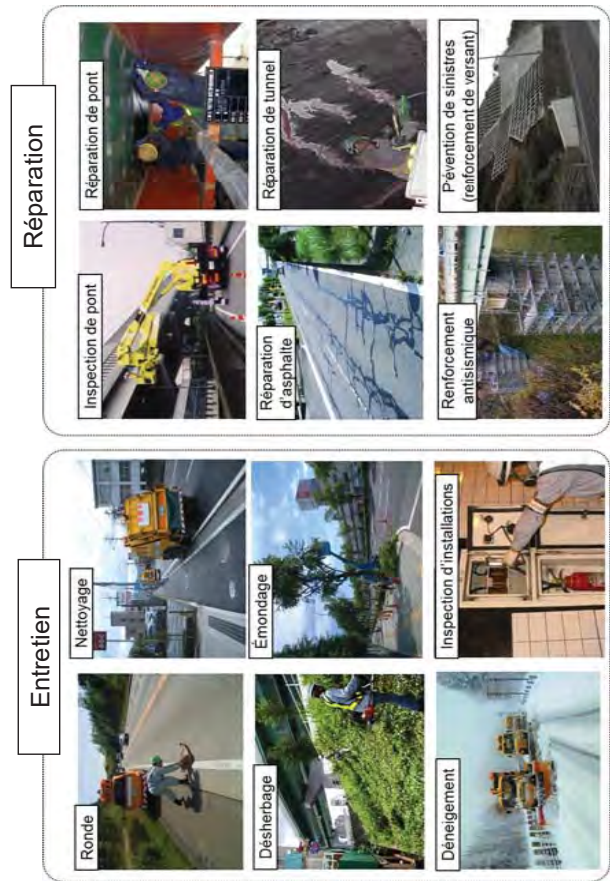 Entretien
Ronde
Nettoyage
Désherbage
Émondage
Déneigement
Inspection d'installations
Réparation
Inspection de pont
Réparation de pont
Réparation
d'asphalte
Réparation de tunnel
Renforcement
antisismique
Prévention de sinistres
(renforcement de versant)